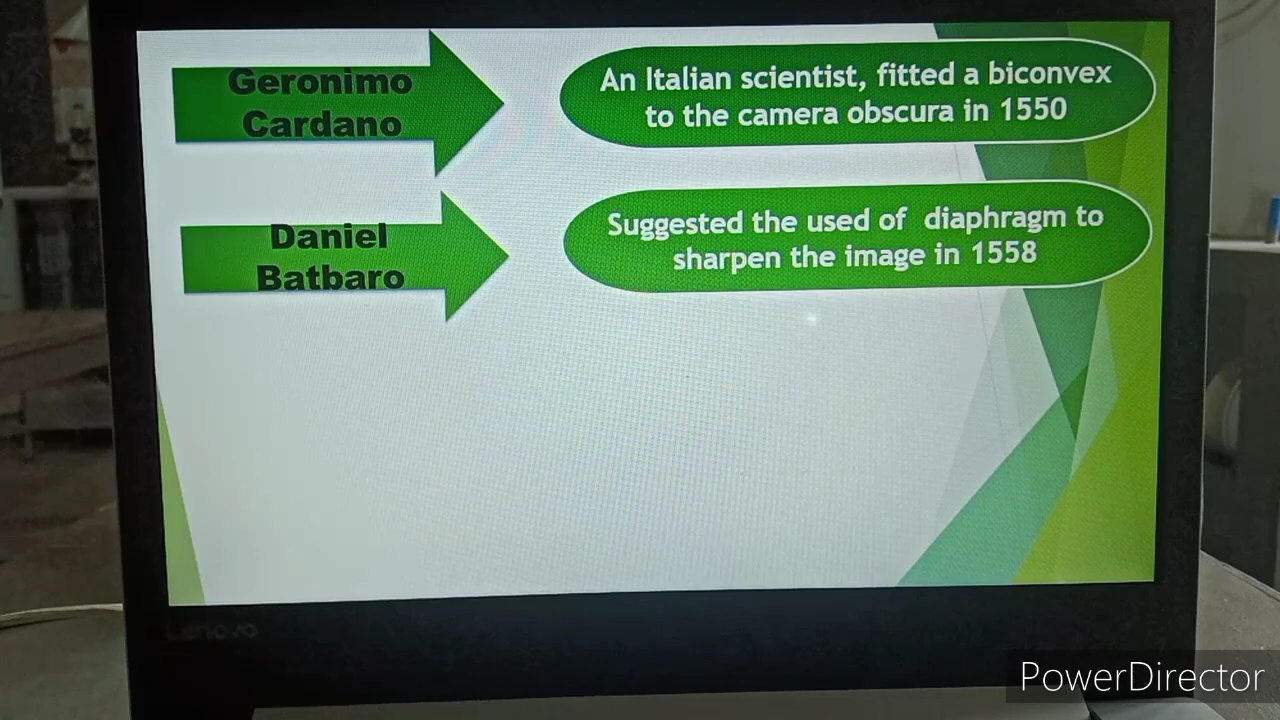 Geronimo
Cardano
An Italian scientist, fitted a biconvex
to the camera obscura in 1550
Daniel
Batbaro
Suggested the used of diaphragm to
sharpen the image in 1558
Lenovo
PowerDirector